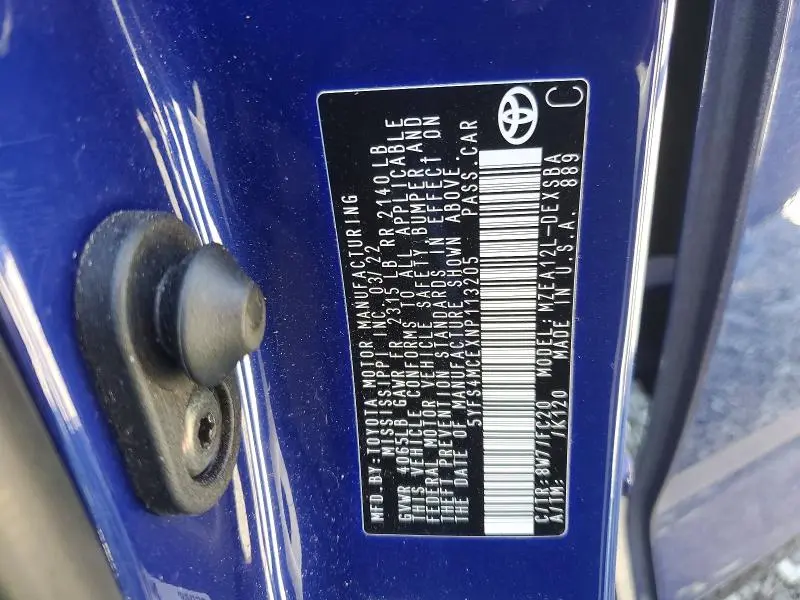 MFD. BY: TOYOTA MOTOR MANUFACTURING
MISSISSIPPI INC. 03/22
GVWR 4065LB GAWR FR 2315 LB RR 2140 LB
THIS VEHICLE CONFORMS TO ALL APPLICABLE
FEDERAL MOTOR VEHICLE SAFETY, BUMPER, AND
THEFT PREVENTION STANDARDS IN EFFECT ON
THE DATE OF MANUFACTURE SHOWN ABOVE.
5YFS4MCEXNP113205 PASS. CAR
C/TR: 8W7/FC20 MODEL: MZEA12L-DEXSBA
A/TM: /K120 MADE IN U.S.A. 889
C